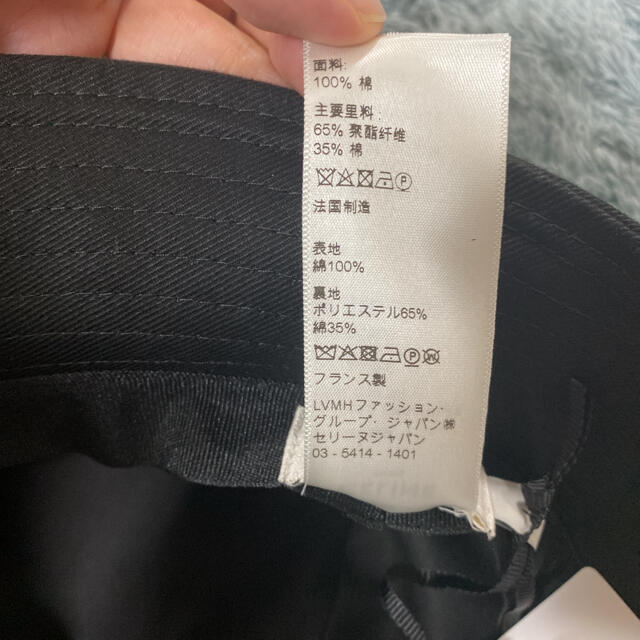 面料:
100% 棉
主要里料:
65% 聚酯纤维
35% 棉
法国制造
表地
綿100%
裏地
ポリエステル65%
綿35%
フランス製
LVMHファッション・
グループ・ジャパン㈱
セリーヌジャパン
03 - 5414 - 1401